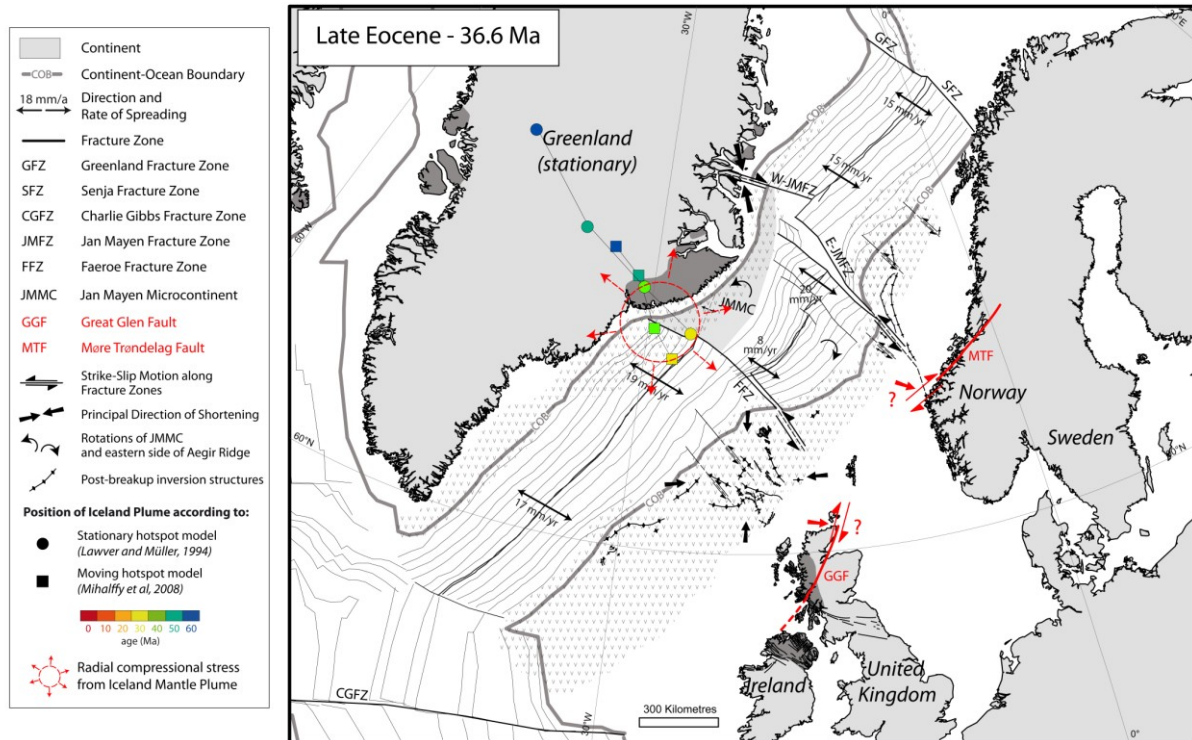 Continent
COB
Continent-Ocean Boundary
18 mm/a
Direction and
Rate of Spreading
Fracture Zone
GFZ
Greenland Fracture Zone
SFZ
Senja Fracture Zone
CGFZ
Charlie Gibbs Fracture Zone
JMFZ
Jan Mayen Fracture Zone
FFZ
Faeroe Fracture Zone
JMMC
Jan Mayen Microcontinent
GGF
Great Glen Fault
MTF
Møre Trøndelag Fault
Strike-Slip Motion along
Fracture Zones
Principal Direction of Shortening
Rotations of JMMC
and eastern side of Aegir Ridge
Post-breakup inversion structures
Position of Iceland Plume according to:
Stationary hotspot model
(Lawver and Müller, 1994)
Moving hotspot model
(Mihalffy et al, 2008)
0 10 20 30 40 50 60
age (Ma)
Radial compressional stress
from Iceland Mantle Plume
Late Eocene - 36.6 Ma
30°W
0°
20°E
GFZ
SFZ
15 mm/yr
COB
Greenland
(stationary)
15 mm/yr
W-JMFZ
COB
60°N
E-JMFZ
20
mm/yr
JMMC
8
mm/yr
MTF
?
19 mm/yr
FFZ
Norway
COB
Sweden
60°N
COB
17 mm/yr
?
GGF
United
Kingdom
Ireland
CGFZ
300 Kilometres
30°W
0°